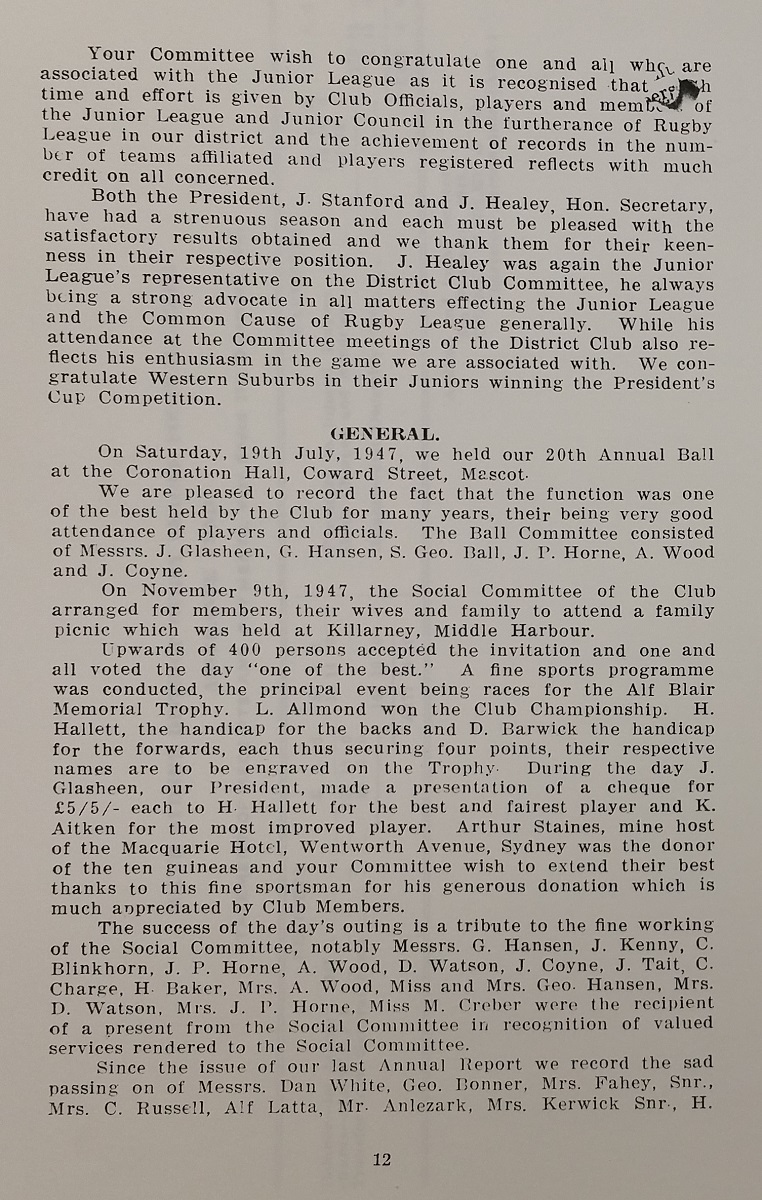 Your Committee wish to congratulate one and all who are
associated with the Junior League as it is recognised that
time and effort is given by Club Officials, players and of
the Junior League and Junior Council in the furtherance of Rugby
League in our district and the achievement of records in the num-
ber of teams affiliated and players registered reflects with much
credit on all concerned.
Both the President, J. Stanford and J. Healey, Hon. Secretary,
have had a strenuous season and each must be pleased with the
satisfactory results obtained and we thank them for their keen-
ness in their respective position. J. Healey was again the Junior
League's representative on the District Club Committee, he always
being a strong advocate in all matters effecting the Junior League
and the Common Cause of Rugby League generally. While his
attendance at the Committee meetings of the District Club also re-
flects his enthusiasm in the game we are associated with. We con-
gratulate Western Suburbs in their Juniors winning the President's
Cup Competition.
GENERAL.
On Saturday, 19th July, 1947, we held our 20th Annual Ball
at the Coronation Hall, Coward Street, Mascot.
We are pleased to record the fact that the function was one
of the best held by the Club for many years, their being very good
attendance of players and officials. The Ball Committee consisted
of Messrs. J. Glasheen, G. Hansen, S. Geo. Ball, J. P. Horne, A. Wood
and J. Coyne.
On November 9th, 1947, the Social Committee of the Club
arranged for members, their wives and family to attend a family
picnic which was held at Killarney, Middle Harbour.
Upwards of 400 persons accepted the invitation and one and
all voted the day "one of the best." A fine sports programme
was conducted, the principal event being races for the Alf Blair
Memorial Trophy. L. Allmond won the Club Championship. H.
Hallett, the handicap for the backs and D. Barwick the handicap
for the forwards, each thus securing four points, their respective
names are to be engraved on the Trophy. During the day J.
Glasheen, our President, made a presentation of a cheque for
£5/5/- each to H. Hallett for the best and fairest player and K.
Aitken for the most improved player. Arthur Staines, mine host
of the Macquarie Hotel, Wentworth Avenue, Sydney was the donor
of the ten guineas and your Committee wish to extend their best
thanks to this fine sportsman for his generous donation which is
much appreciated by Club Members.
The success of the day's outing is a tribute to the fine working
of the Social Committee, notably Messrs. G. Hansen, J. Kenny, C.
Blinkhorn, J. P. Horne, A. Wood, D. Watson, J. Coyne, J. Tait, C.
Charge, H. Baker, Mrs. A. Wood, Miss and Mrs. Geo. Hansen, Mrs.
D. Watson, Mrs. J. P. Horne, Miss M. Creber were the recipient
of a present from the Social Committee in recognition of valued
services rendered to the Social Committee.
Since the issue of our last Annual Report we record the sad
passing on of Messrs. Dan White, Geo. Bonner, Mrs. Fahey, Snr.,
Mrs. C. Russell, Alf Latta, Mr. Anlezark, Mrs. Kerwick Snr., H.
12